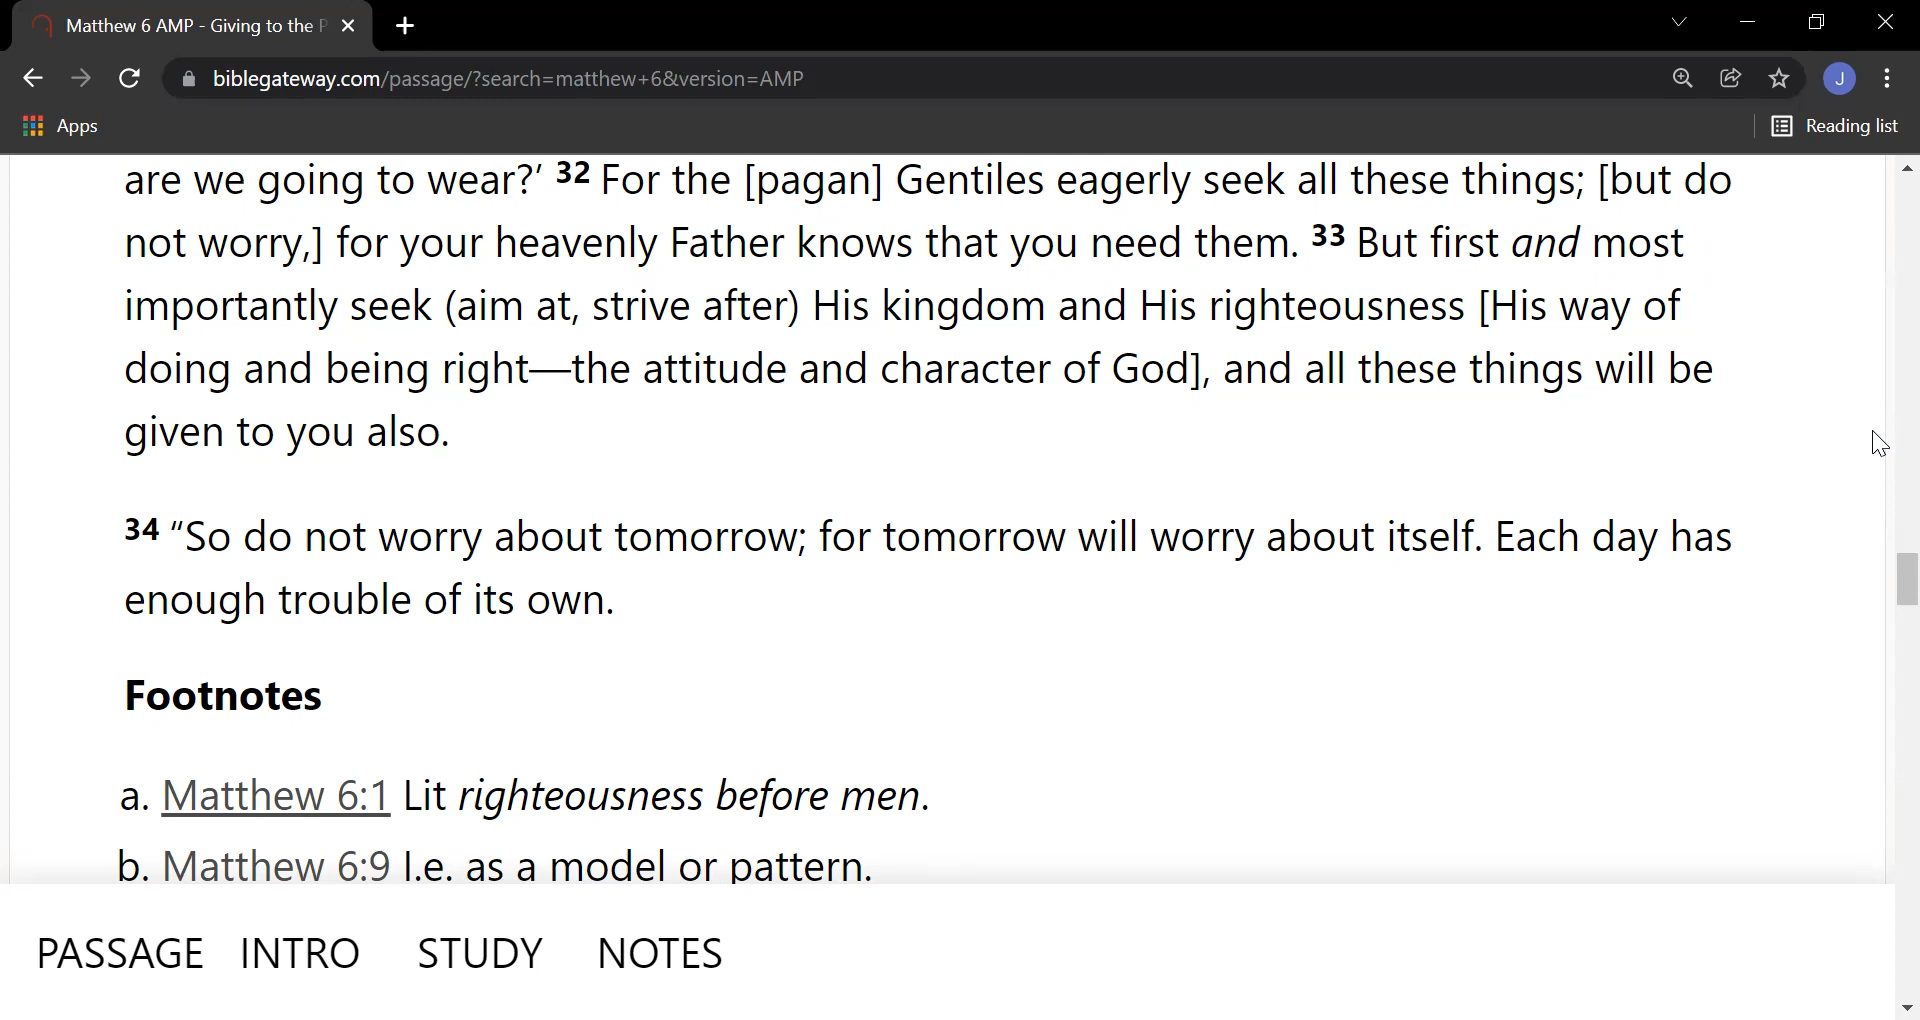 Matthew 6 AMP - Giving to the P
biblegateway.com/passage/?search=matthew+6&version=AMP
J
Apps
Reading list
are we going to wear?’ 32 For the [pagan] Gentiles eagerly seek all these things; [but do
not worry,] for your heavenly Father knows that you need them. 33 But first and most
importantly seek (aim at, strive after) His kingdom and His righteousness [His way of
doing and being right—the attitude and character of God], and all these things will be
given to you also.
34 “So do not worry about tomorrow; for tomorrow will worry about itself. Each day has
enough trouble of its own.
Footnotes
a. Matthew 6:1 Lit righteousness before men.
b. Matthew 6:9 I.e. as a model or pattern.
PASSAGE INTRO STUDY NOTES